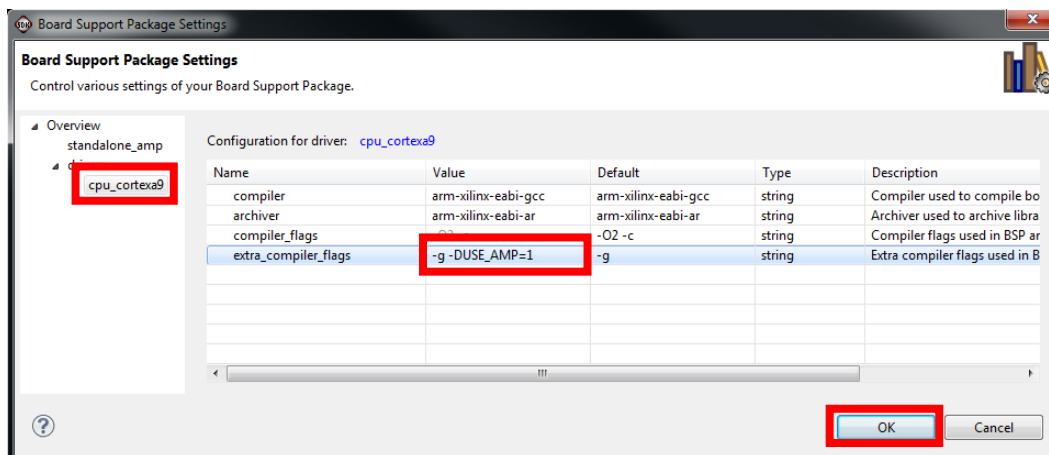 Board Support Package Settings
Board Support Package Settings
Control various settings of your Board Support Package.
Overview
standalone_amp
cpu_cortexa9
Configuration for driver: cpu_cortexa9
Name Value Default Type Description
compiler arm-xilinx-eabi-gcc arm-xilinx-eabi-gcc string Compiler used to compile bo
archiver arm-xilinx-eabi-ar arm-xilinx-eabi-ar string Archiver used to archive libra
compiler_flags -O2 -c string Compiler flags used in BSP ar
extra_compiler_flags -g -DUSE_AMP=1 -g string Extra compiler flags used in B
OK Cancel